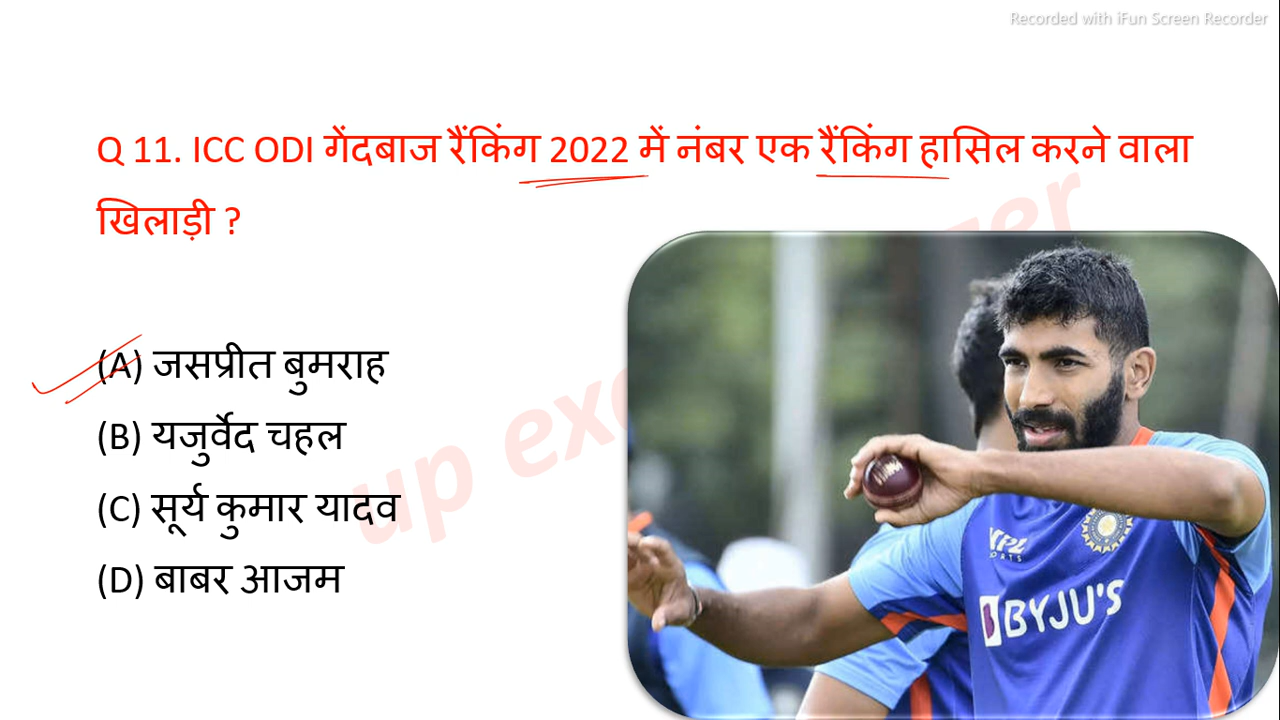 Recorded with iFun Screen Recorder
Q 11. ICC ODI गेंदबाज रैंकिंग 2022 में नंबर एक रैंकिंग हासिल करने वाला
खिलाड़ी ?
(A) जसप्रीत बुमराह
(B) यजुर्वेद चहल
(C) सूर्य कुमार यादव
(D) बाबर आजम
up ex
zer
BYJU'S